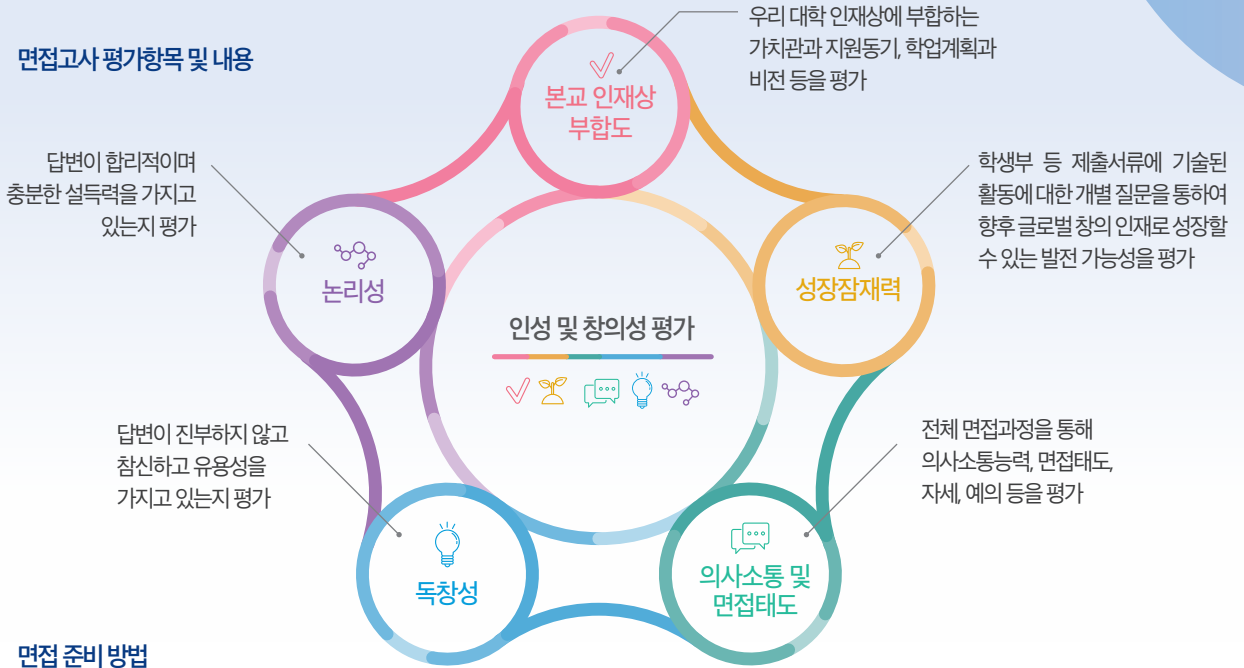 면접고사 평가항목 및 내용
우리 대학 인재상에 부합하는
가치관과 지원동기, 학업계획과
비전 등을 평가
본교 인재상
부합도
답변이 합리적이며
충분한 설득력을 가지고
있는지 평가
논리성
학생부 등 제출서류에 기술된
활동에 대한 개별 질문을 통하여
향후 글로벌 창의 인재로 성장할
수 있는 발전 가능성을 평가
성장잠재력
인성 및 창의성 평가
답변이 진부하지 않고
참신하고 유용성을
가지고 있는지 평가
독창성
전체 면접과정을 통해
의사소통능력, 면접태도,
자세, 예의 등을 평가
의사소통 및
면접태도
면접 준비 방법